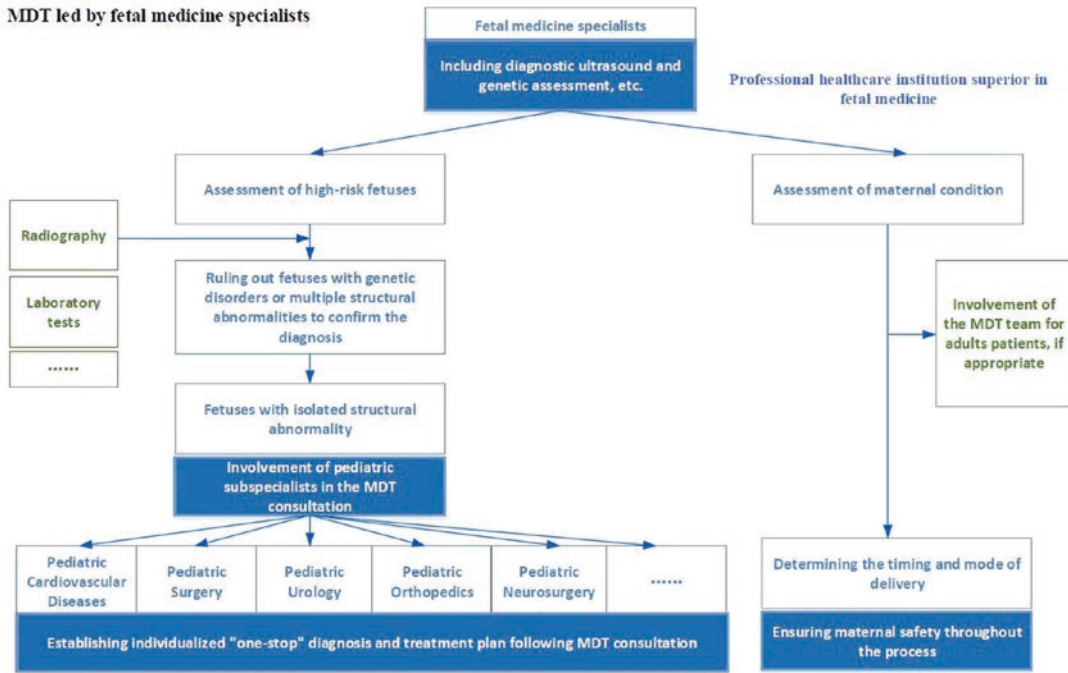 MDT led by fetal medicine specialists
Fetal medicine specialists
Including diagnostic ultrasound and
genetic assessment, etc.
Professional healthcare institution superior in
fetal medicine
Assessment of high-risk fetuses
Assessment of maternal condition
Radiography
Laboratory
tests
......
Ruling out fetuses with genetic
disorders or multiple structural
abnormalities to confirm the
diagnosis
Involvement of
the MDT team for
adults patients, if
appropriate
Fetuses with isolated structural
abnormality
Involvement of pediatric
subspecialists in the MDT
consultation
Pediatric
Cardiovascular
Diseases
Pediatric
Surgery
Pediatric
Urology
Pediatric
Orthopedics
Pediatric
Neurosurgery
......
Establishing individualized "one-stop" diagnosis and treatment plan following MDT consultation
Determining the timing and mode of
delivery
Ensuring maternal safety throughout
the process